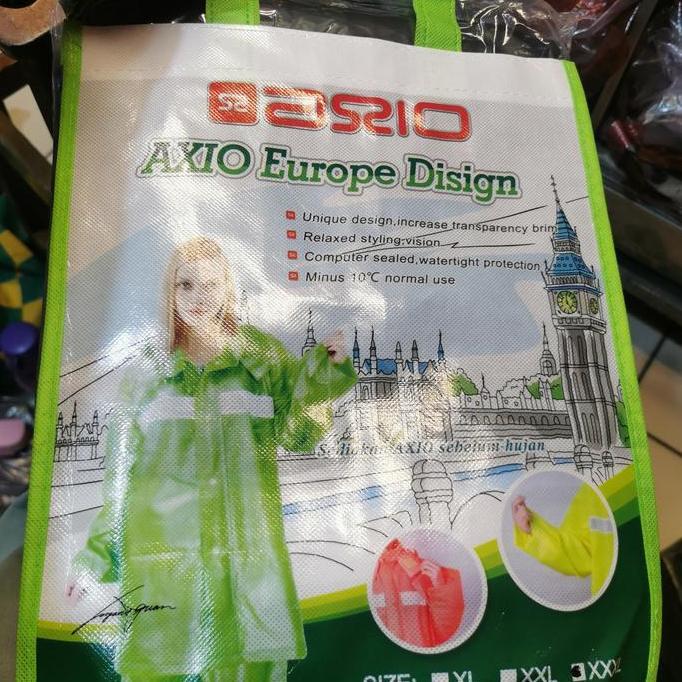 AXIO
AXIO Europe Disign
Unique design,increase transparency brim
Relaxed styling,vision
Computer sealed,watertight protection
Minus 10℃ normal use
Sediakan AXIO sebelum hujan
SIZE: XL XXL XXXL